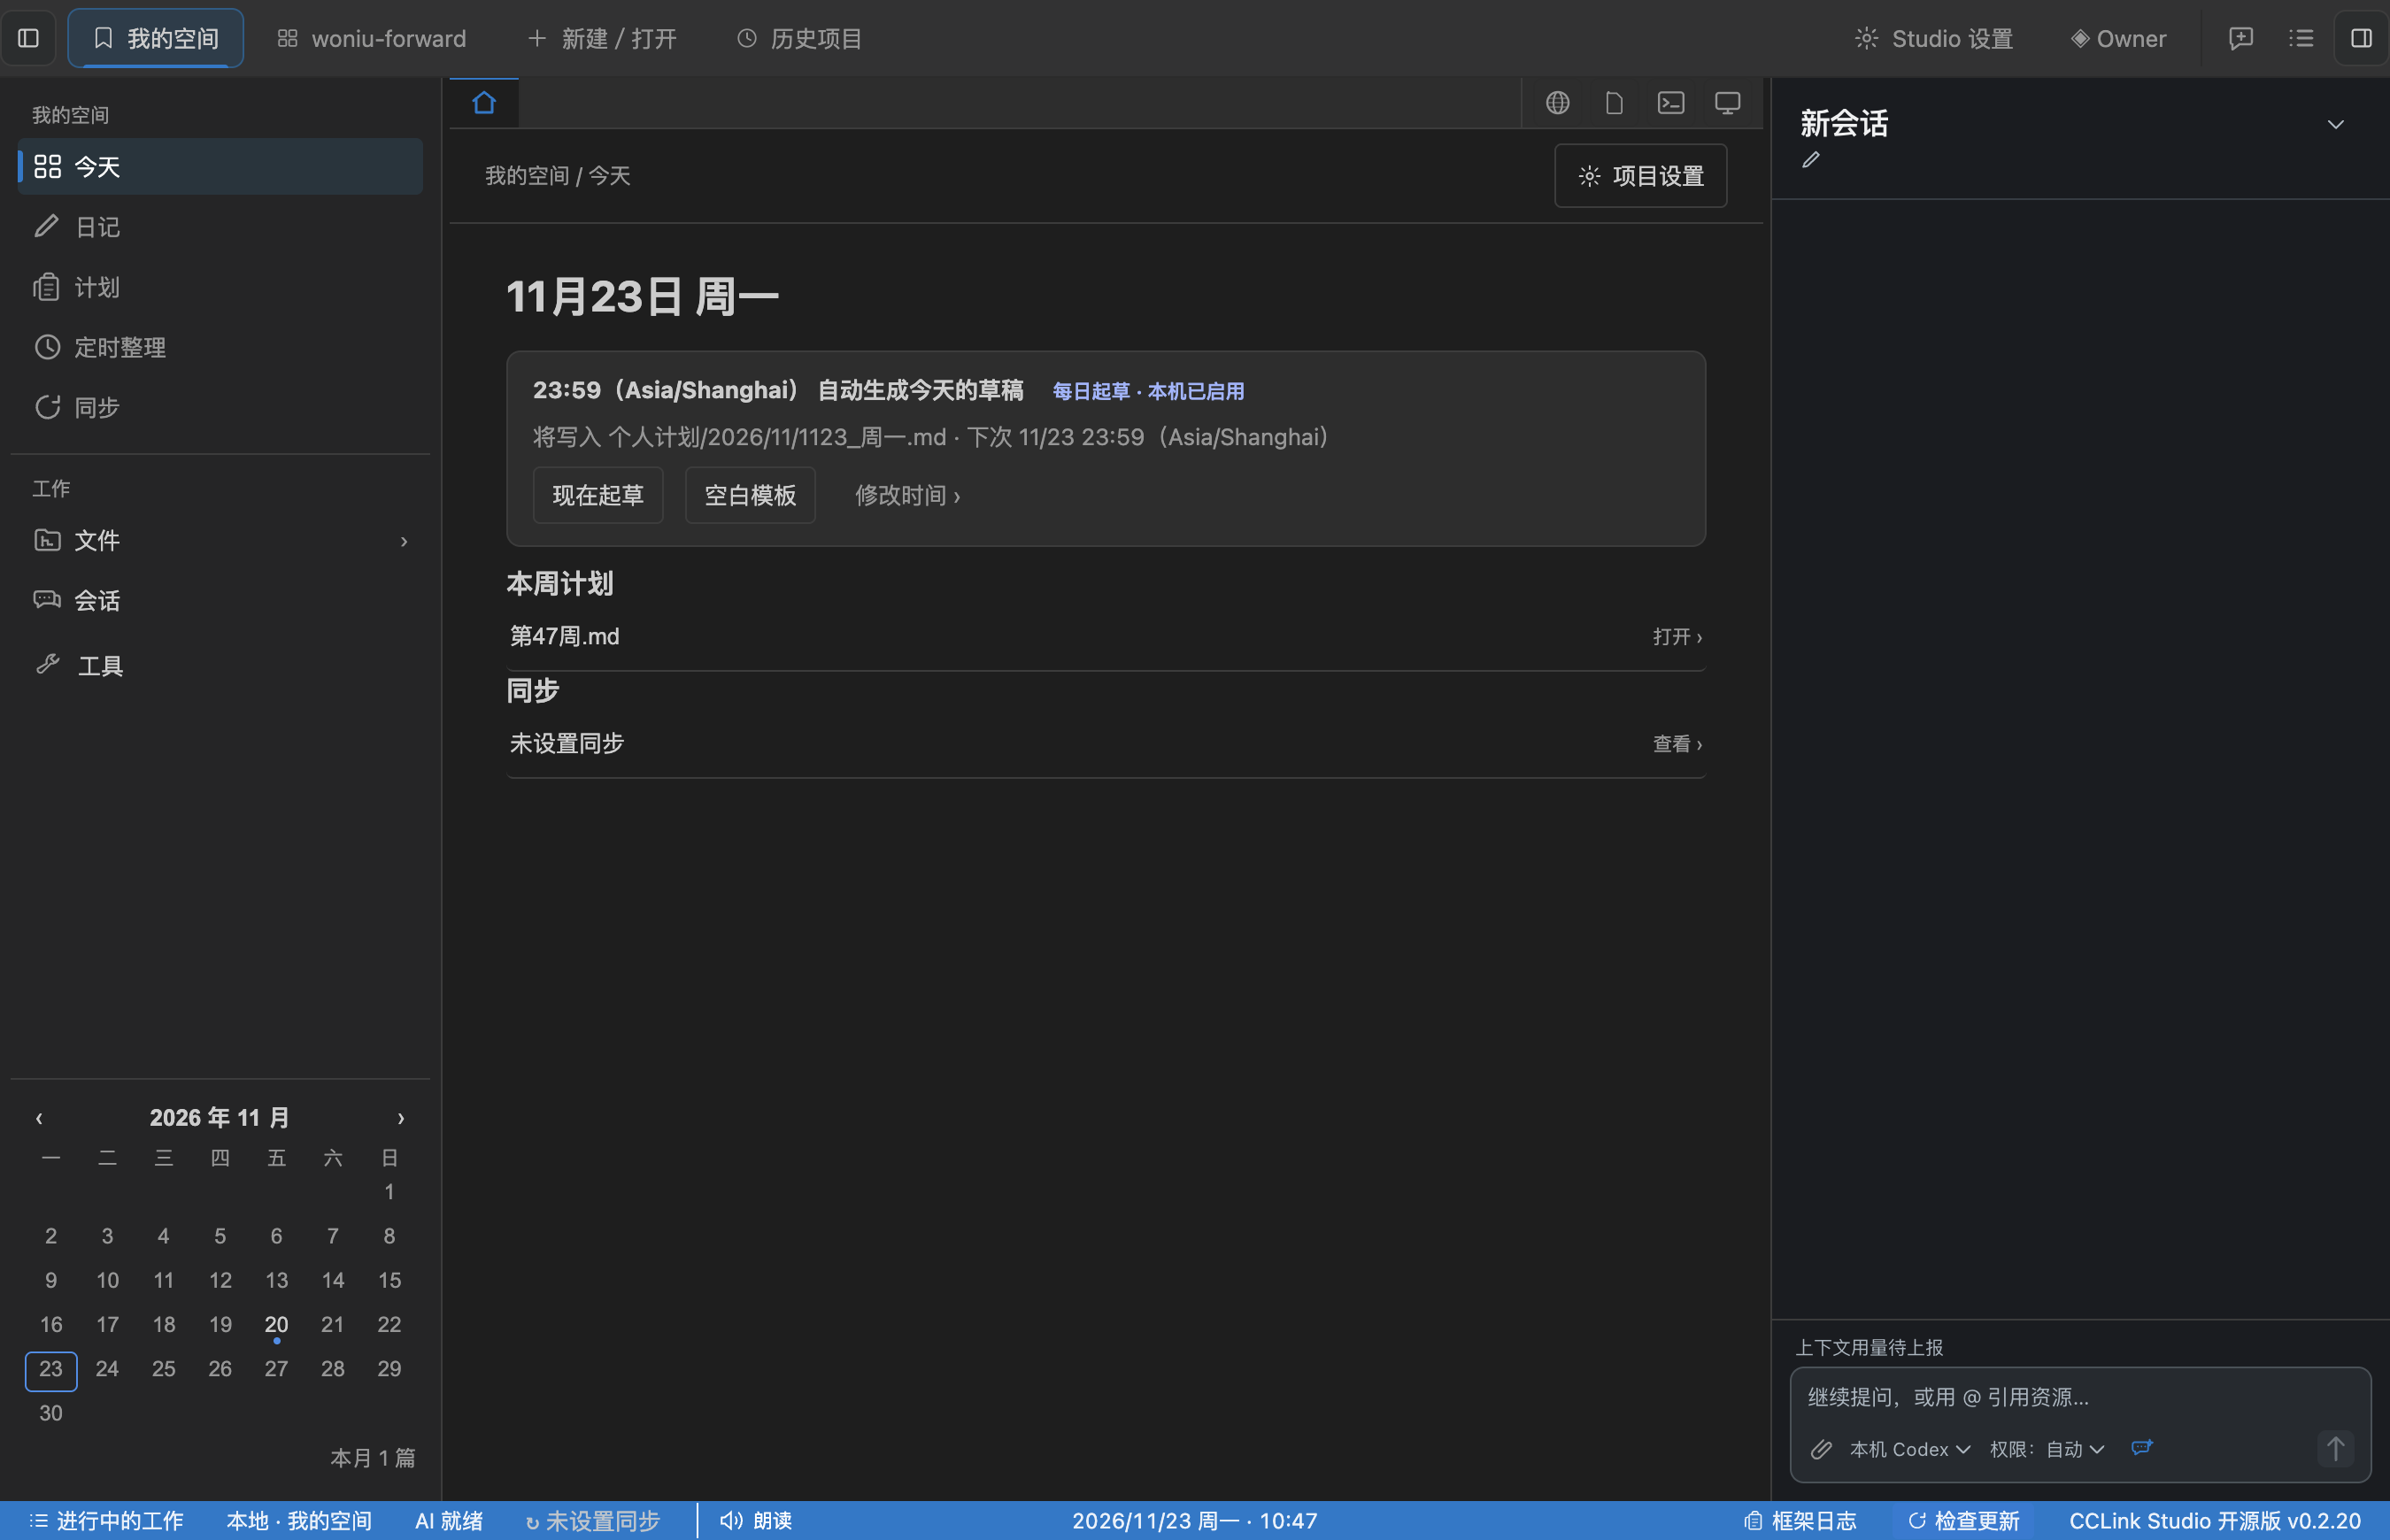 我的空间 woniu-forward 新建 / 打开 历史项目 Studio 设置 Owner
我的空间
今天
日记
计划
定时整理
同步
工作
文件 ›
会话
工具
‹ 2026 年 11 月 ›
一 二 三 四 五 六 日
1
2 3 4 5 6 7 8
9 10 11 12 13 14 15
16 17 18 19 20 21 22
23 24 25 26 27 28 29
30
本月 1 篇
我的空间 / 今天
项目设置
11月23日 周一
23:59（Asia/Shanghai） 自动生成今天的草稿 每日起草 · 本机已启用
将写入 个人计划/2026/11/1123_周一.md · 下次 11/23 23:59（Asia/Shanghai）
现在起草 空白模板 修改时间 ›
本周计划
第47周.md 打开 ›
同步
未设置同步 查看 ›
新会话
上下文用量待上报
继续提问，或用 @ 引用资源...
本机 Codex 权限：自动
进行中的工作 本地 · 我的空间 AI 就绪 ↻ 未设置同步 朗读 2026/11/23 周一 · 10:47 框架日志 检查更新 CCLink Studio 开源版 v0.2.20